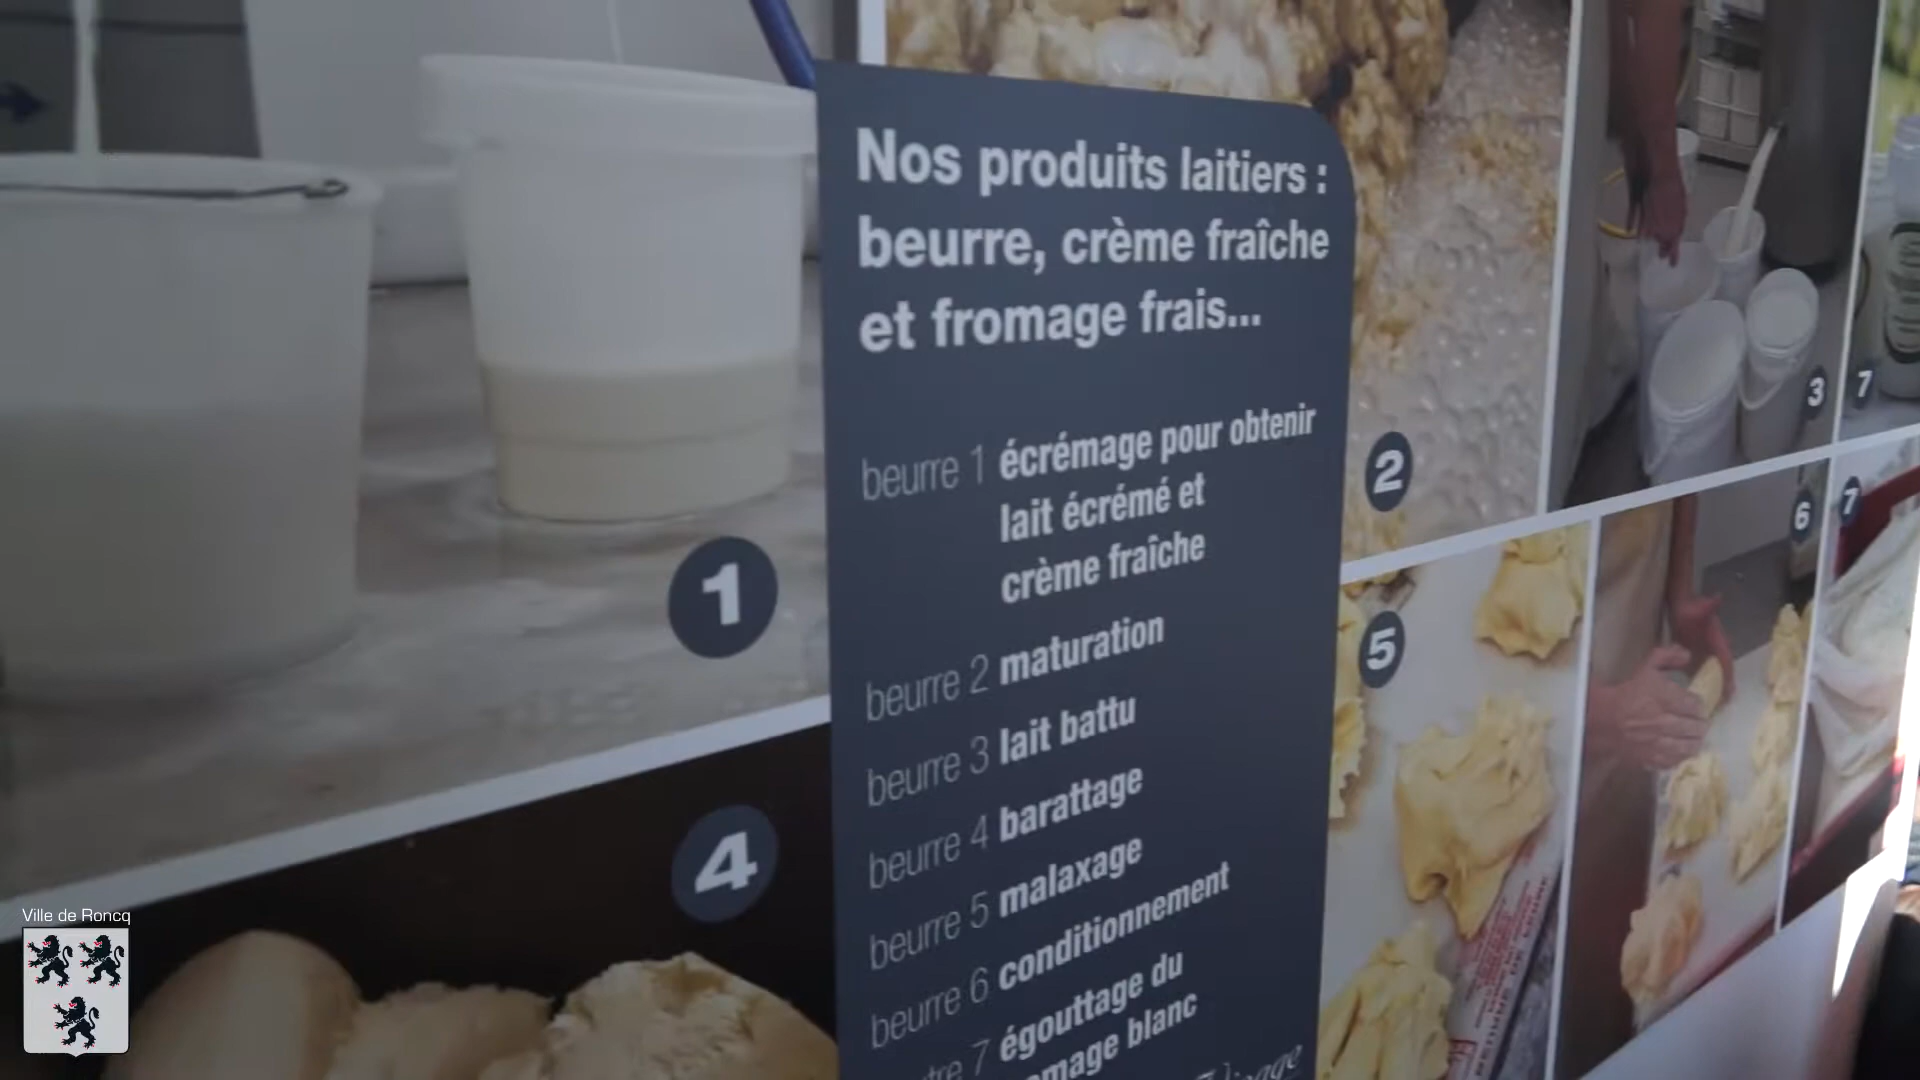 Nos produits laitiers :
beurre, crème fraîche
et fromage frais...
beurre 1 écrémage pour obtenir
lait écrémé et
crème fraîche
beurre 2 maturation
beurre 3 lait battu
beurre 4 barattage
beurre 5 malaxage
beurre 6 conditionnement
7 égouttage du
blanc
1
2
3
7
4
5
6
7
Ville de Roncq